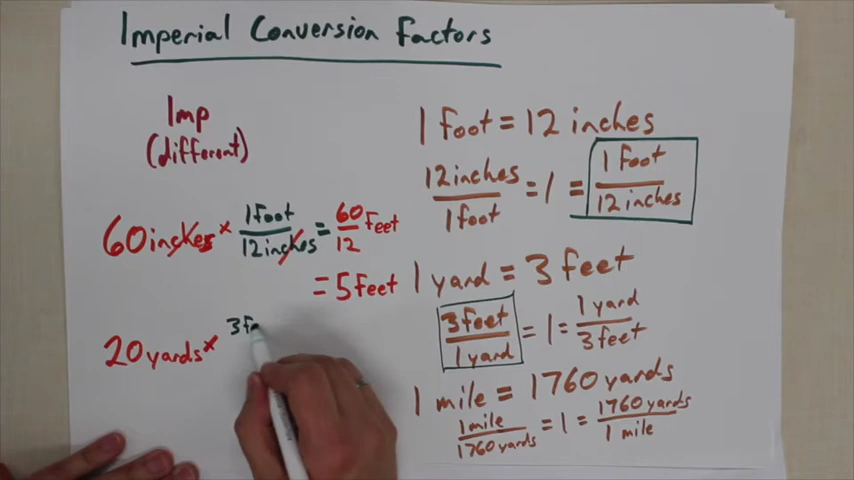 Imperial Conversion Factors
Imp
(different)
60 inches × 1 foot / 12 inches = 60 / 12 feet
= 5 feet
20 yards ×
1 foot = 12 inches
12 inches / 1 foot = 1 = 1 foot / 12 inches
1 yard = 3 feet
3 feet / 1 yard = 1 = 1 yard / 3 feet
1 mile = 1760 yards
1 mile / 1760 yards = 1 = 1760 yards / 1 mile